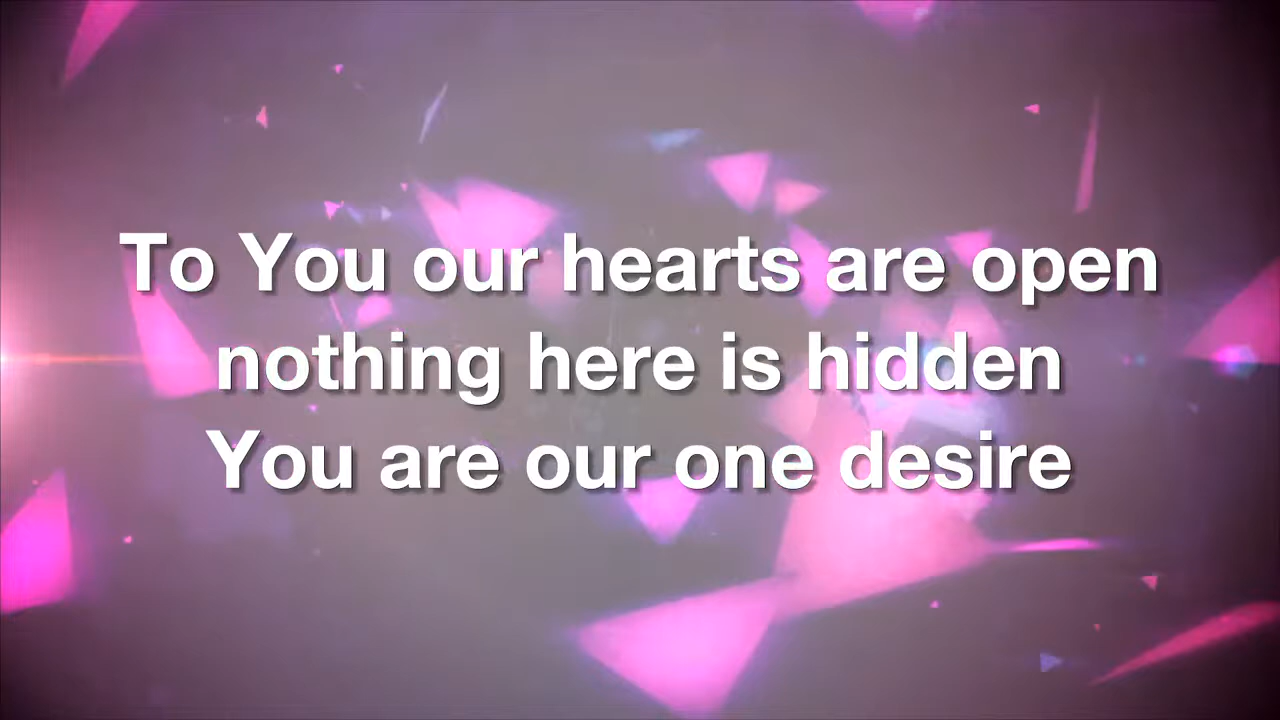 To You our hearts are open
nothing here is hidden
You are our one desire